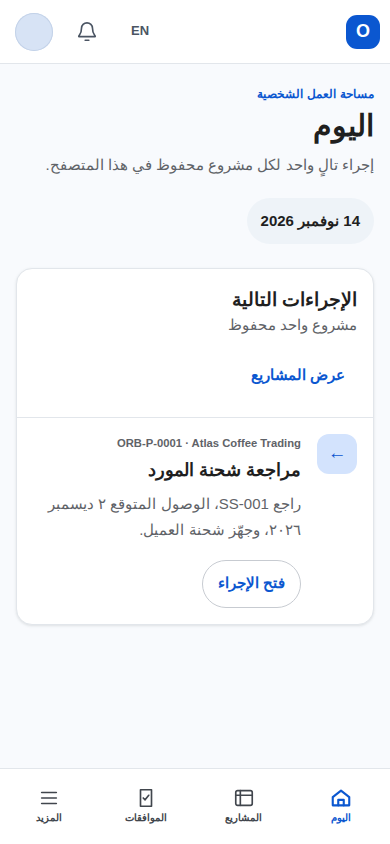 O
EN
مساحة العمل الشخصية
اليوم
إجراء تالٍ واحد لكل مشروع محفوظ في هذا المتصفح.
14 نوفمبر 2026
الإجراءات التالية
مشروع واحد محفوظ
عرض المشاريع
←
ORB-P-0001 · Atlas Coffee Trading
مراجعة شحنة المورد
راجع SS-001، الوصول المتوقع ٢ ديسمبر
٢٠٢٦، وجهّز شحنة العميل.
فتح الإجراء
اليوم
المشاريع
الموافقات
المزيد